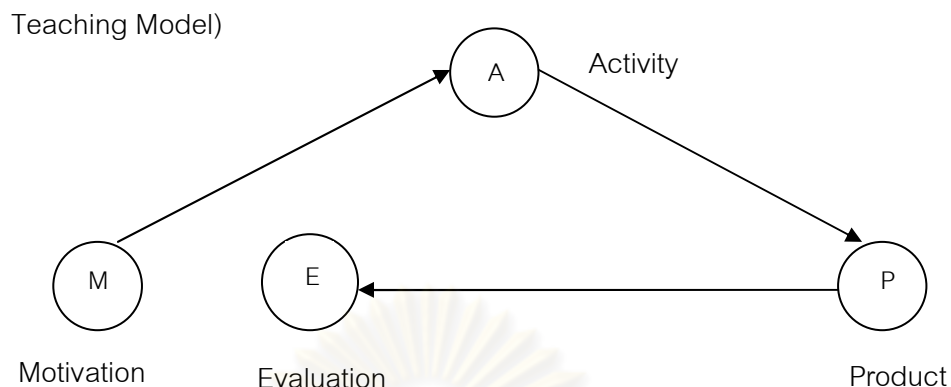 Teaching Model)
A
Activity
M
E
P
Motivation
Evaluation
Product